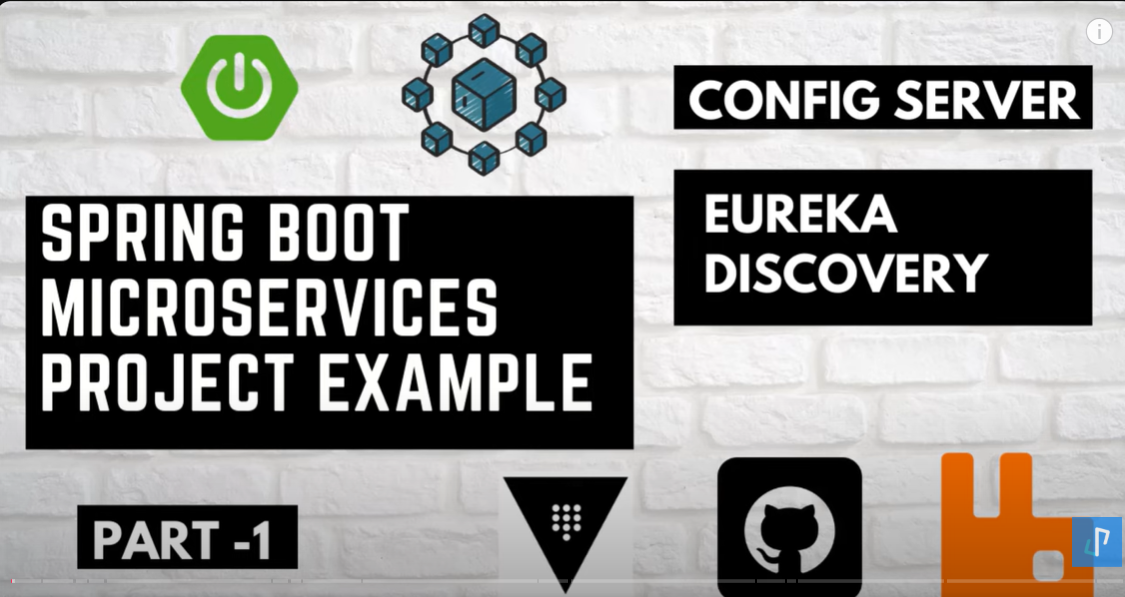 CONFIG SERVER
SPRING BOOT
MICROSERVICES
PROJECT EXAMPLE
EUREKA
DISCOVERY
PART -1